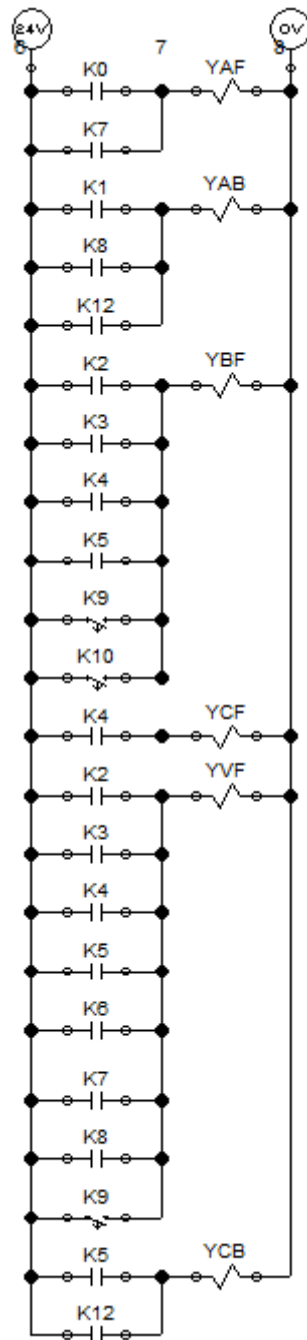 24V 0V
6 7 8
K0 YAF
K7
K1 YAB
K8
K12
K2 YBF
K3
K4
K5
K9
K10
K4 YCF
K2 YVF
K3
K4
K5
K6
K7
K8
K9
K5 YCB
K12